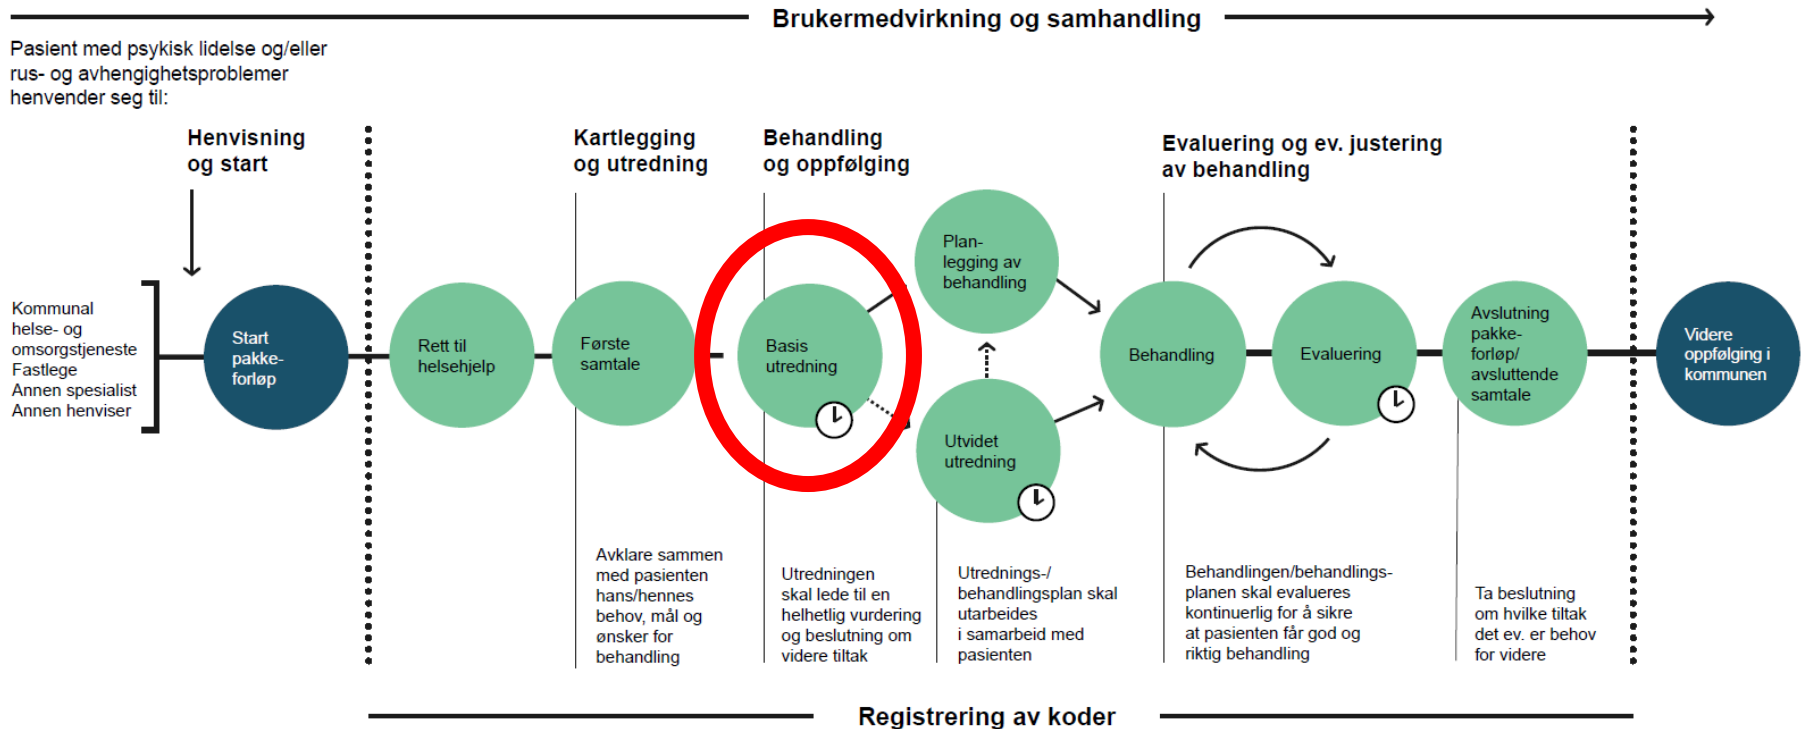 Brukermedvirkning og samhandling
Pasient med psykisk lidelse og/eller
rus- og avhengighetsproblemer
henvender seg til:
Henvisning
og start
Kartlegging
og utredning
Behandling
og oppfølging
Evaluering og ev. justering
av behandling
Kommunal
helse- og
omsorgstjeneste
Fastlege
Annen spesialist
Annen henviser
Start
pakke-
forløp
Rett til
helsehjelp
Første
samtale
Basis
utredning
Plan-
legging av
behandling
Utvidet
utredning
Behandling
Evaluering
Avslutning
pakke-
forløp/
avsluttende
samtale
Videre
oppfølging i
kommunen
Avklare sammen
med pasienten
hans/hennes
behov, mål og
ønsker for
behandling
Utredningen
skal lede til en
helhetlig vurdering
og beslutning om
videre tiltak
Utrednings-/
behandlingsplan skal
utarbeides
i samarbeid med
pasienten
Behandlingen/behandlings-
planen skal evalueres
kontinuerlig for å sikre
at pasienten får god og
riktig behandling
Ta beslutning
om hvilke tiltak
det ev. er behov
for videre
Registrering av koder